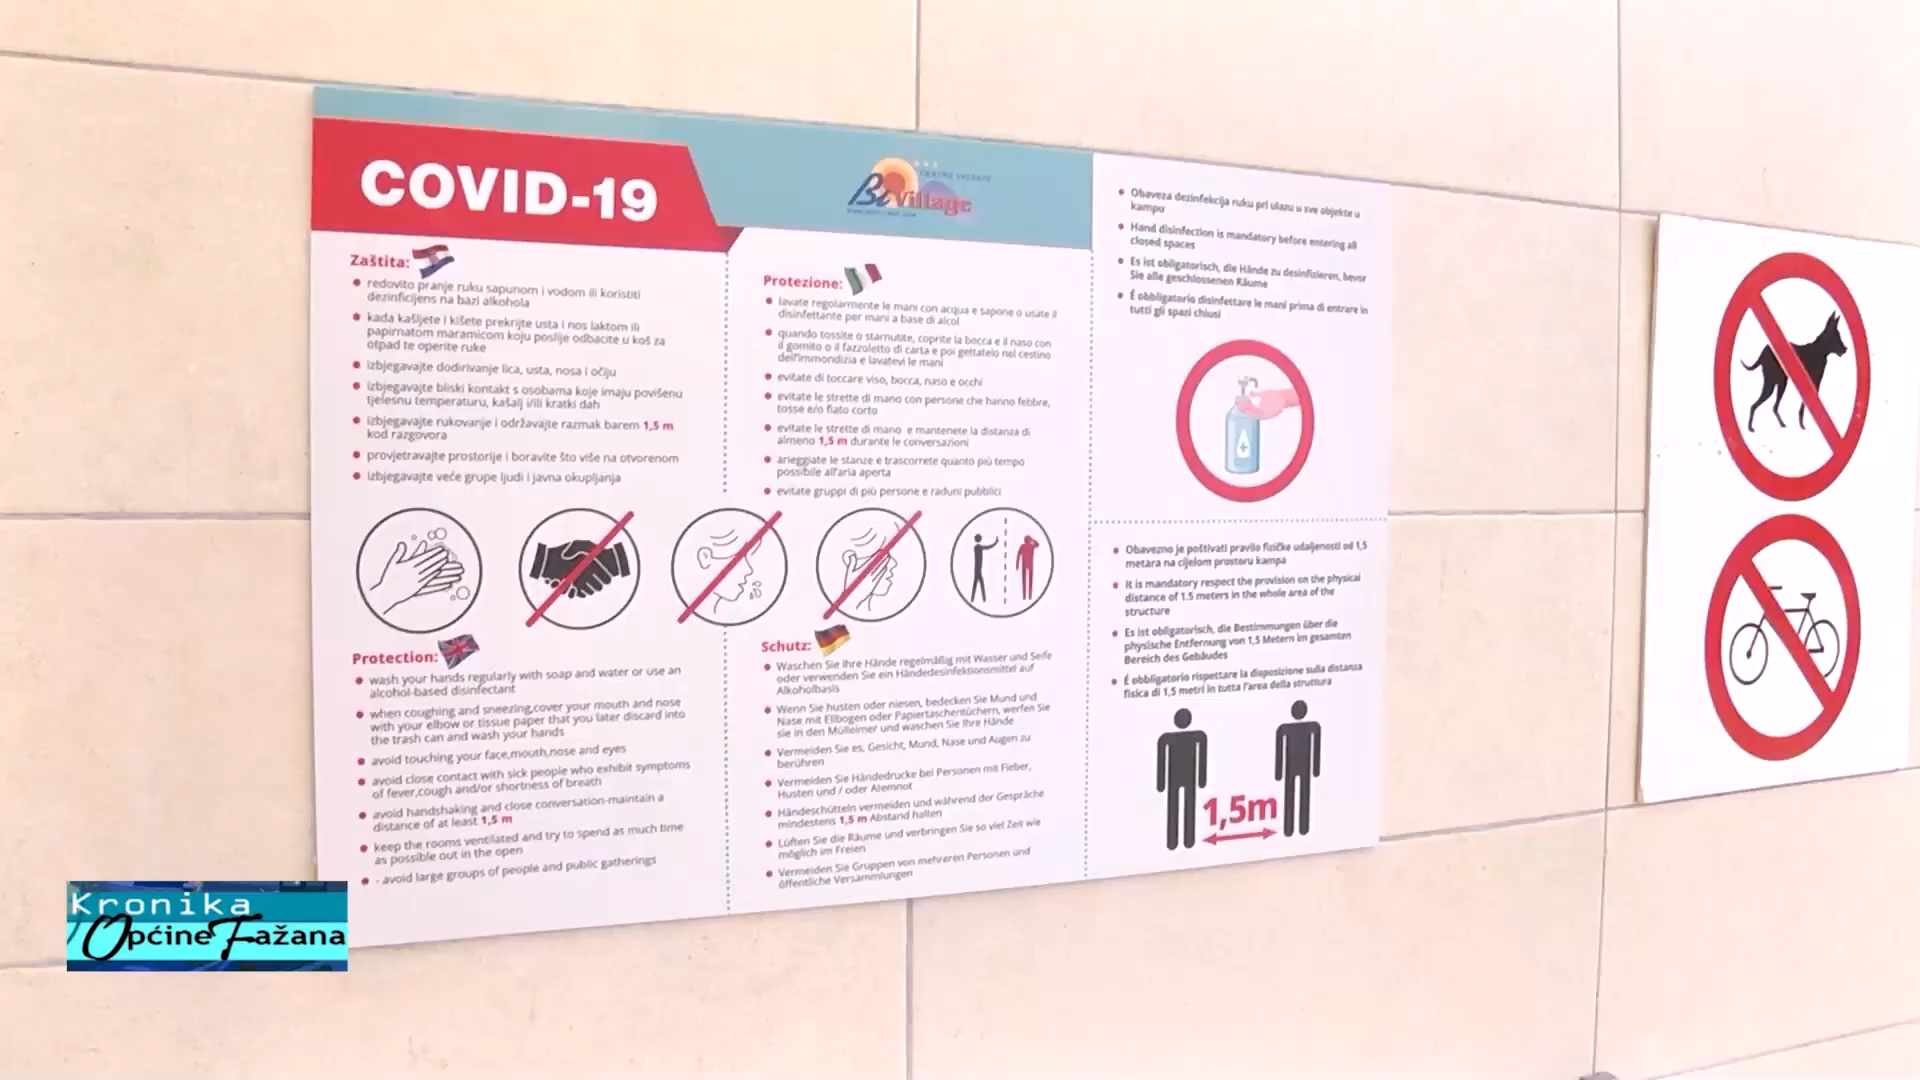 COVID-19
CENTRO VACANZE
BiVillage
Zaštita:
redovito pranje ruku sapunom i vodom ili koristiti
dezinficijens na bazi alkohola
kada kašljete i kišete prekrijte usta i nos laktom ili
papirnatom maramicom koju poslije odbacite u koš za
otpad te operite ruke
izbjegavajte dodirivanje lica, usta, nosa i očiju
izbjegavajte bliski kontakt s osobama koje imaju povišenu
tjelesnu temperaturu, kašalj i/ili kratki dah
izbjegavajte rukovanje i održavajte razmak barem 1,5 m
kod razgovora
provjetravajte prostorije i boravite što više na otvorenom
izbjegavajte veće grupe ljudi i javna okupljanja
Protezione:
lavate regolarmente le mani con acqua e sapone o usate il
disinfettante per mani a base di alcol
quando tossite o starnutite, coprite la bocca e il naso con
il gomito o il fazzoletto di carta e poi gettatelo nel cestino
dell'immondizia e lavatevi le mani
evitate di toccare viso, bocca, naso e occhi
evitate le strette di mano con persone che hanno febbre,
tosse e/o fiato corto
evitate le strette di mano e mantenete la distanza di
almeno 1,5 m durante le conversazioni
arieggiate le stanze e trascorrete quanto più tempo
possibile all'aria aperta
evitate gruppi di più persone e raduni pubblici
Protection:
wash your hands regularly with soap and water or use an
alcohol-based disinfectant
when coughing and sneezing,cover your mouth and nose
with your elbow or tissue paper that you later discard into
the trash can and wash your hands
avoid touching your face,mouth,nose and eyes
avoid close contact with sick people who exhibit symptoms
of fever,cough and/or shortness of breath
avoid handshaking and close conversation-maintain a
distance of at least 1,5 m
keep the rooms ventilated and try to spend as much time
as possible out in the open
- avoid large groups of people and public gatherings
Schutz:
Waschen Sie Ihre Hände regelmäßig mit Wasser und Seife
oder verwenden Sie ein Händedesinfektionsmittel auf
Alkoholbasis
Wenn Sie husten oder niesen, bedecken Sie Mund und
Nase mit Ellbogen oder Papiertaschentüchern, werfen Sie
sie in den Mülleimer und waschen Sie Ihre Hände
Vermeiden Sie es, Gesicht, Mund, Nase und Augen zu
berühren
Vermeiden Sie Händedrucke bei Personen mit Fieber,
Husten und / oder Atemnot
Händeschütteln vermeiden und während der Gespräche
mindestens 1,5 m Abstand halten
Lüften Sie die Räume und verbringen Sie so viel Zeit wie
möglich im Freien
Vermeiden Sie Gruppen von mehreren Personen und
öffentliche Versammlungen
Obaveza dezinfekcija ruku pri ulazu u sve objekte u
kampu
Hand disinfection is mandatory before entering all
closed spaces
Es ist obligatorisch, die Hände zu desinfizieren, bevor
Sie alle geschlossenen Räume
É obbligatorio disinfettare le mani prima di entrare in
tutti gli spazi chiusi
Obavezno je poštivati pravilo fizičke udaljenosti od 1,5
metara na cijelom prostoru kampa
It is mandatory respect the provision on the physical
distance of 1.5 meters in the whole area of the
structure
Es ist obligatorisch, die Bestimmungen über die
physische Entfernung von 1,5 Metern im gesamten
Bereich des Gebäudes
É obbligatorio rispettare la disposizione sulla distanza
fisica di 1,5 metri in tutta l'area della struttura
1,5m
Kronika
Općine Fažana